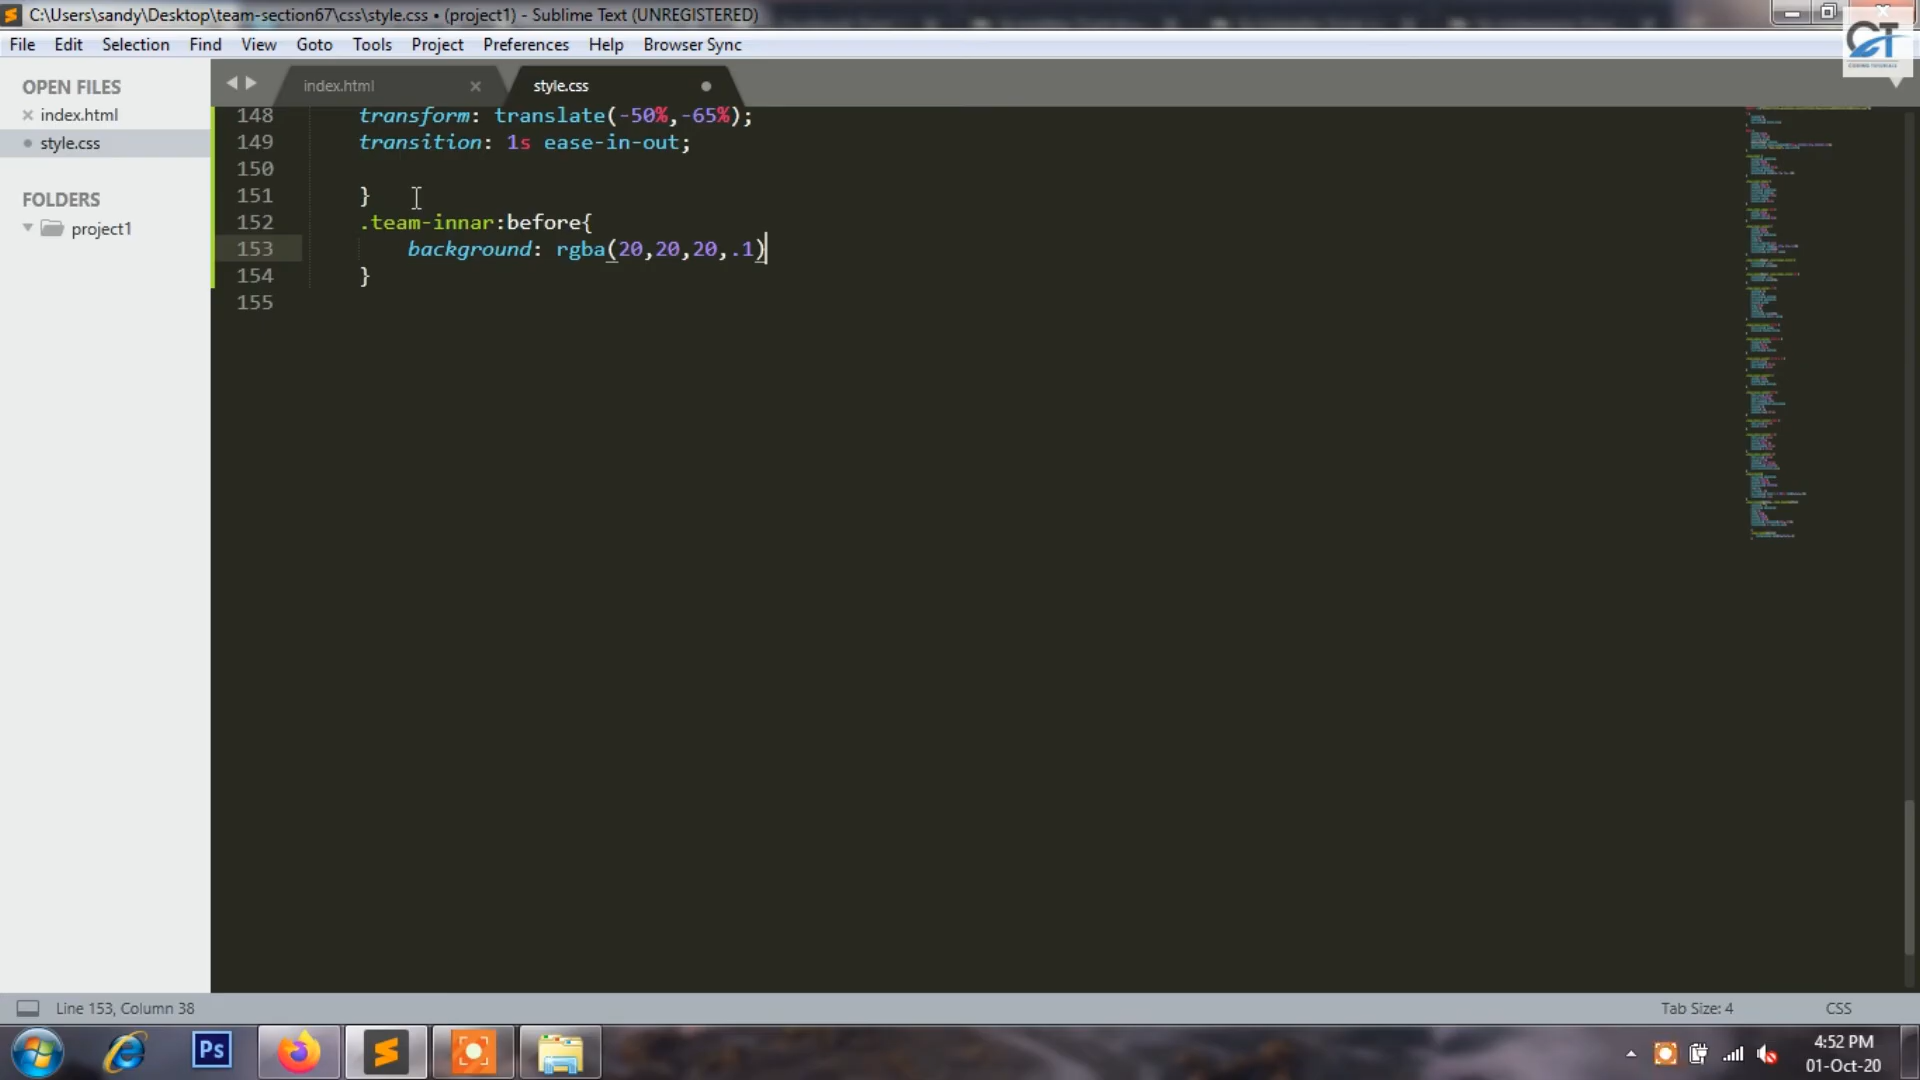 C:\Users\sandy\Desktop\team-section67\css\style.css • (project1) - Sublime Text (UNREGISTERED)
File Edit Selection Find View Goto Tools Project Preferences Help Browser Sync
OPEN FILES
index.html
style.css
FOLDERS
project1
index.html
style.css
148 transform: translate(-50%,-65%);
149 transition: 1s ease-in-out;
150
151 }
152 .team-innar:before{
153 background: rgba(20,20,20,.1)
154 }
155
Line 153, Column 38
Tab Size: 4
CSS
Ps
4:52 PM
01-Oct-20